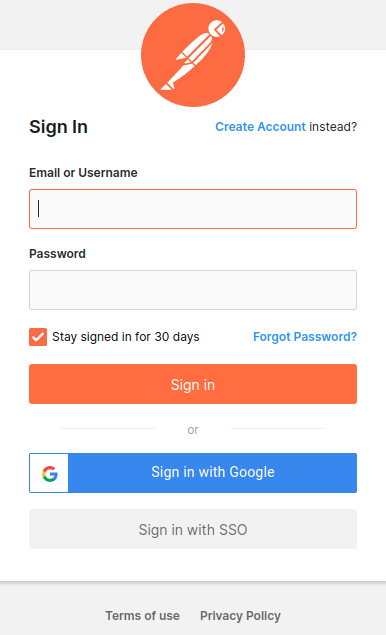 Sign In
Create Account instead?
Email or Username
Password
Stay signed in for 30 days
Forgot Password?
Sign in
or
Sign in with Google
Sign in with SSO
Terms of use
Privacy Policy